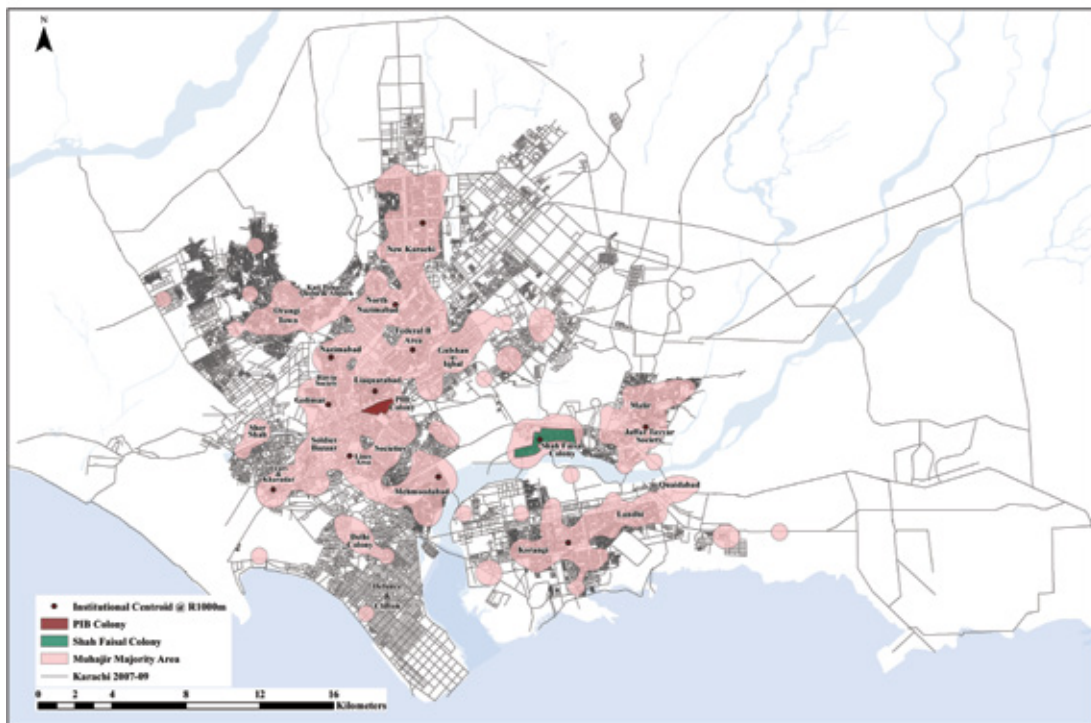 N
New Karachi
Orangi
Town
North
Nazimabad
Federal B
Area
Gulshan
Iqbal
Nazimabad
Society
Liaquatabad
Golimar
PIB
Colony
Sher
Shah
Soldier
Bazaar
Lines
Area
Societies
Malir
Jaffar Tayyar
Society
Shah Faisal
Colony
Kharadar
Mehmoodabad
Quaidabad
Landhi
Korangi
Delhi
Colony
Defence
&
Clifton
Institutional Centroid @ R1000m
PIB Colony
Shah Faisal Colony
Muhajir Majority Area
Karachi 2007-09
0 2 4 8 12 16
Kilometers